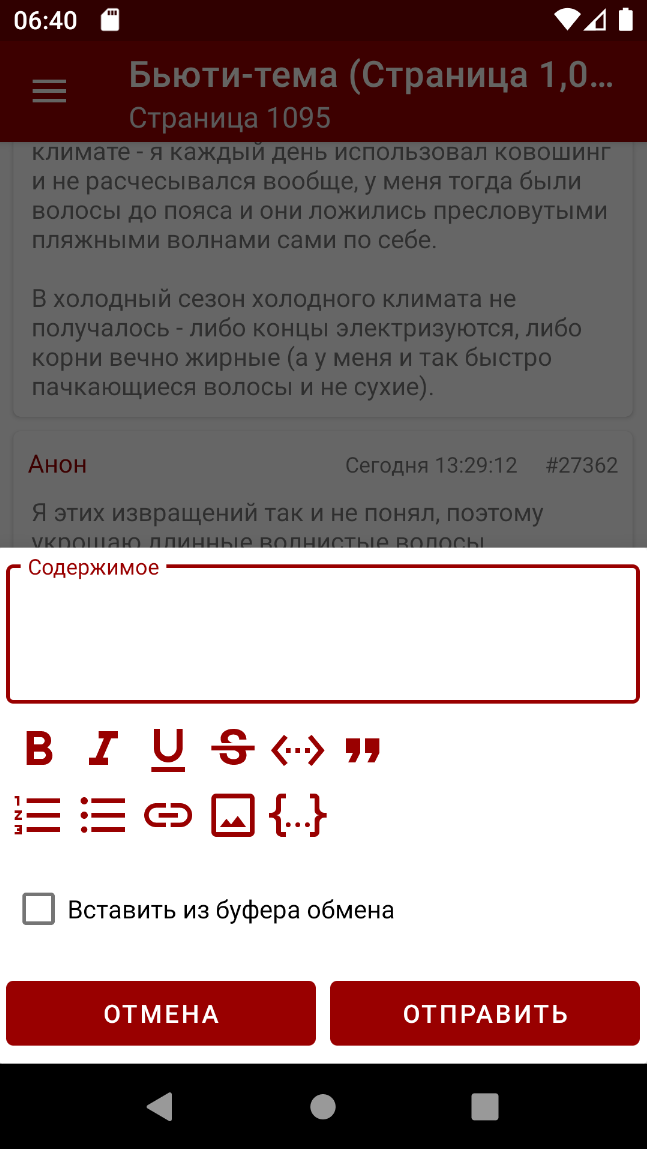 06:40
Бьюти-тема (Страница 1,0...
Страница 1095
климате - я каждый день использовал ковошинг
и не расчесывался вообще, у меня тогда были
волосы до пояса и они ложились пресловутыми
пляжными волнами сами по себе.
В холодный сезон холодного климата не
получалось - либо концы электризуются, либо
корни вечно жирные (а у меня и так быстро
пачкающиеся волосы и не сухие).
Анон Сегодня 13:29:12 #27362
Я этих извращений так и не понял, поэтому
укрощаю длинные волнистые волосы
Содержимое
Вставить из буфера обмена
ОТМЕНА ОТПРАВИТЬ